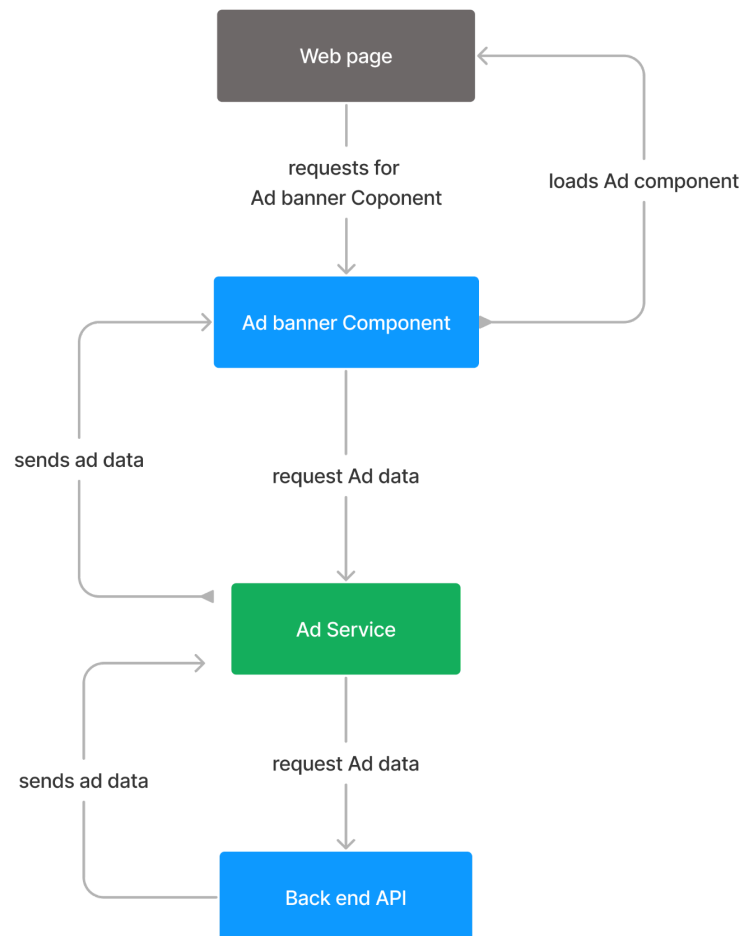 Web page
requests for
Ad banner Coponent
loads Ad component
Ad banner Component
sends ad data
request Ad data
Ad Service
request Ad data
sends ad data
Back end API